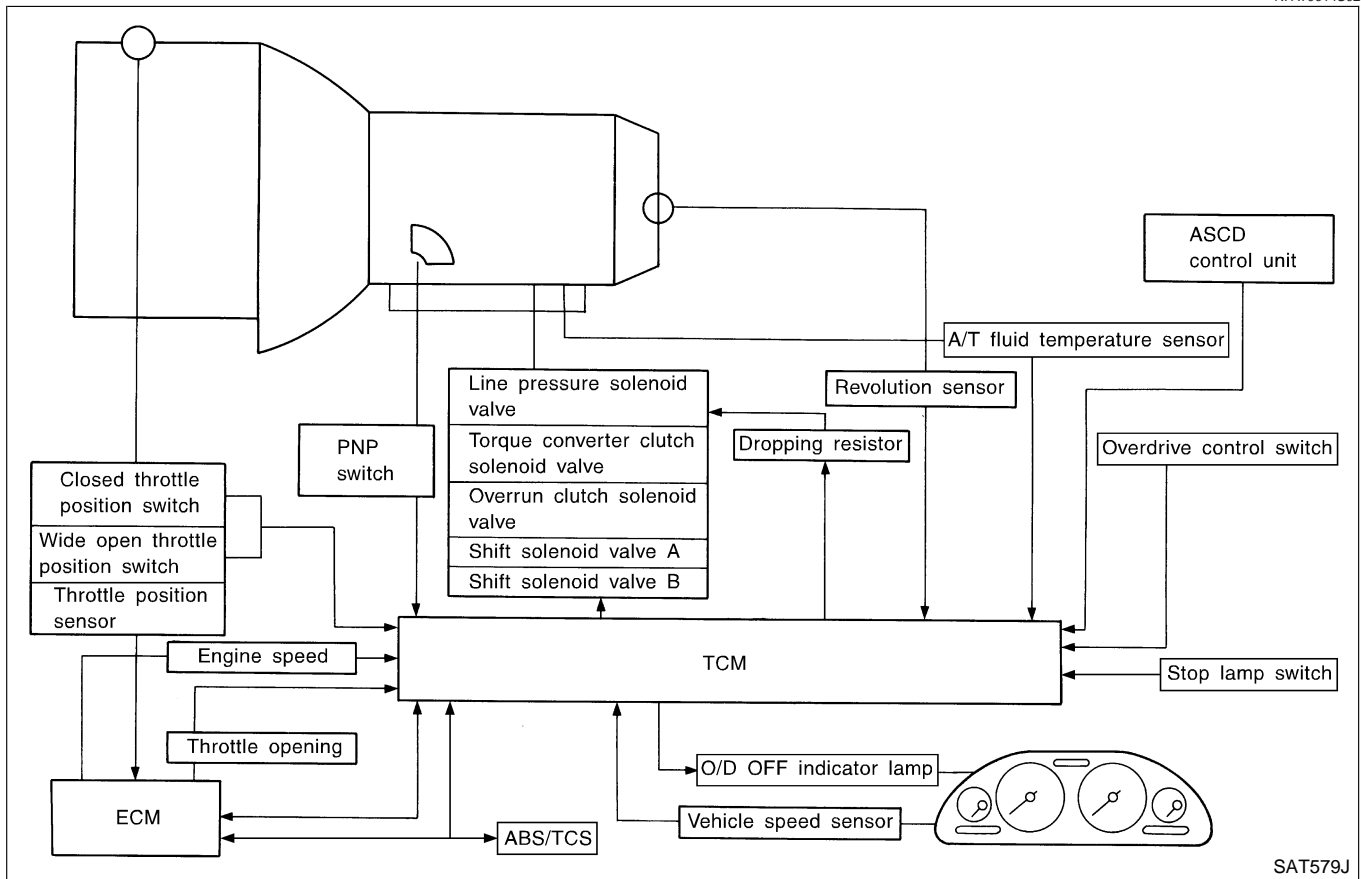 ASCD
control unit
A/T fluid temperature sensor
Line pressure solenoid
valve
Revolution sensor
Torque converter clutch
solenoid valve
Dropping resistor
Overdrive control switch
PNP
switch
Closed throttle
position switch
Overrun clutch solenoid
valve
Wide open throttle
position switch
Shift solenoid valve A
Shift solenoid valve B
Throttle position
sensor
Engine speed
TCM
Stop lamp switch
Throttle opening
O/D OFF indicator lamp
ECM
Vehicle speed sensor
ABS/TCS
SAT579J